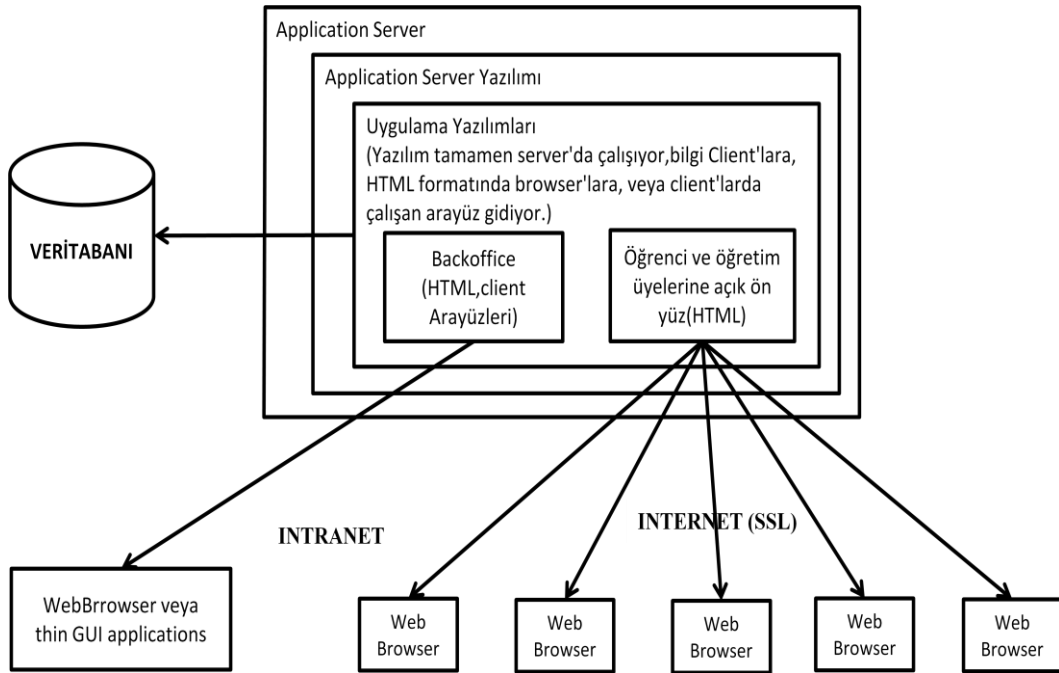 Application Server
Application Server Yazılımı
Uygulama Yazılımları
(Yazılım tamamen server'da çalışıyor,bilgi Client'lara,
HTML formatında browser'lara, veya client'larda
çalışan arayüz gidiyor.)
VERİTABANI
Backoffice
(HTML,client
Arayüzleri)
Öğrenci ve öğretim
üyelerine açık ön
yüz(HTML)
INTRANET
INTERNET (SSL)
WebBrrowser veya
thin GUI applications
Web
Browser
Web
Browser
Web
Browser
Web
Browser
Web
Browser